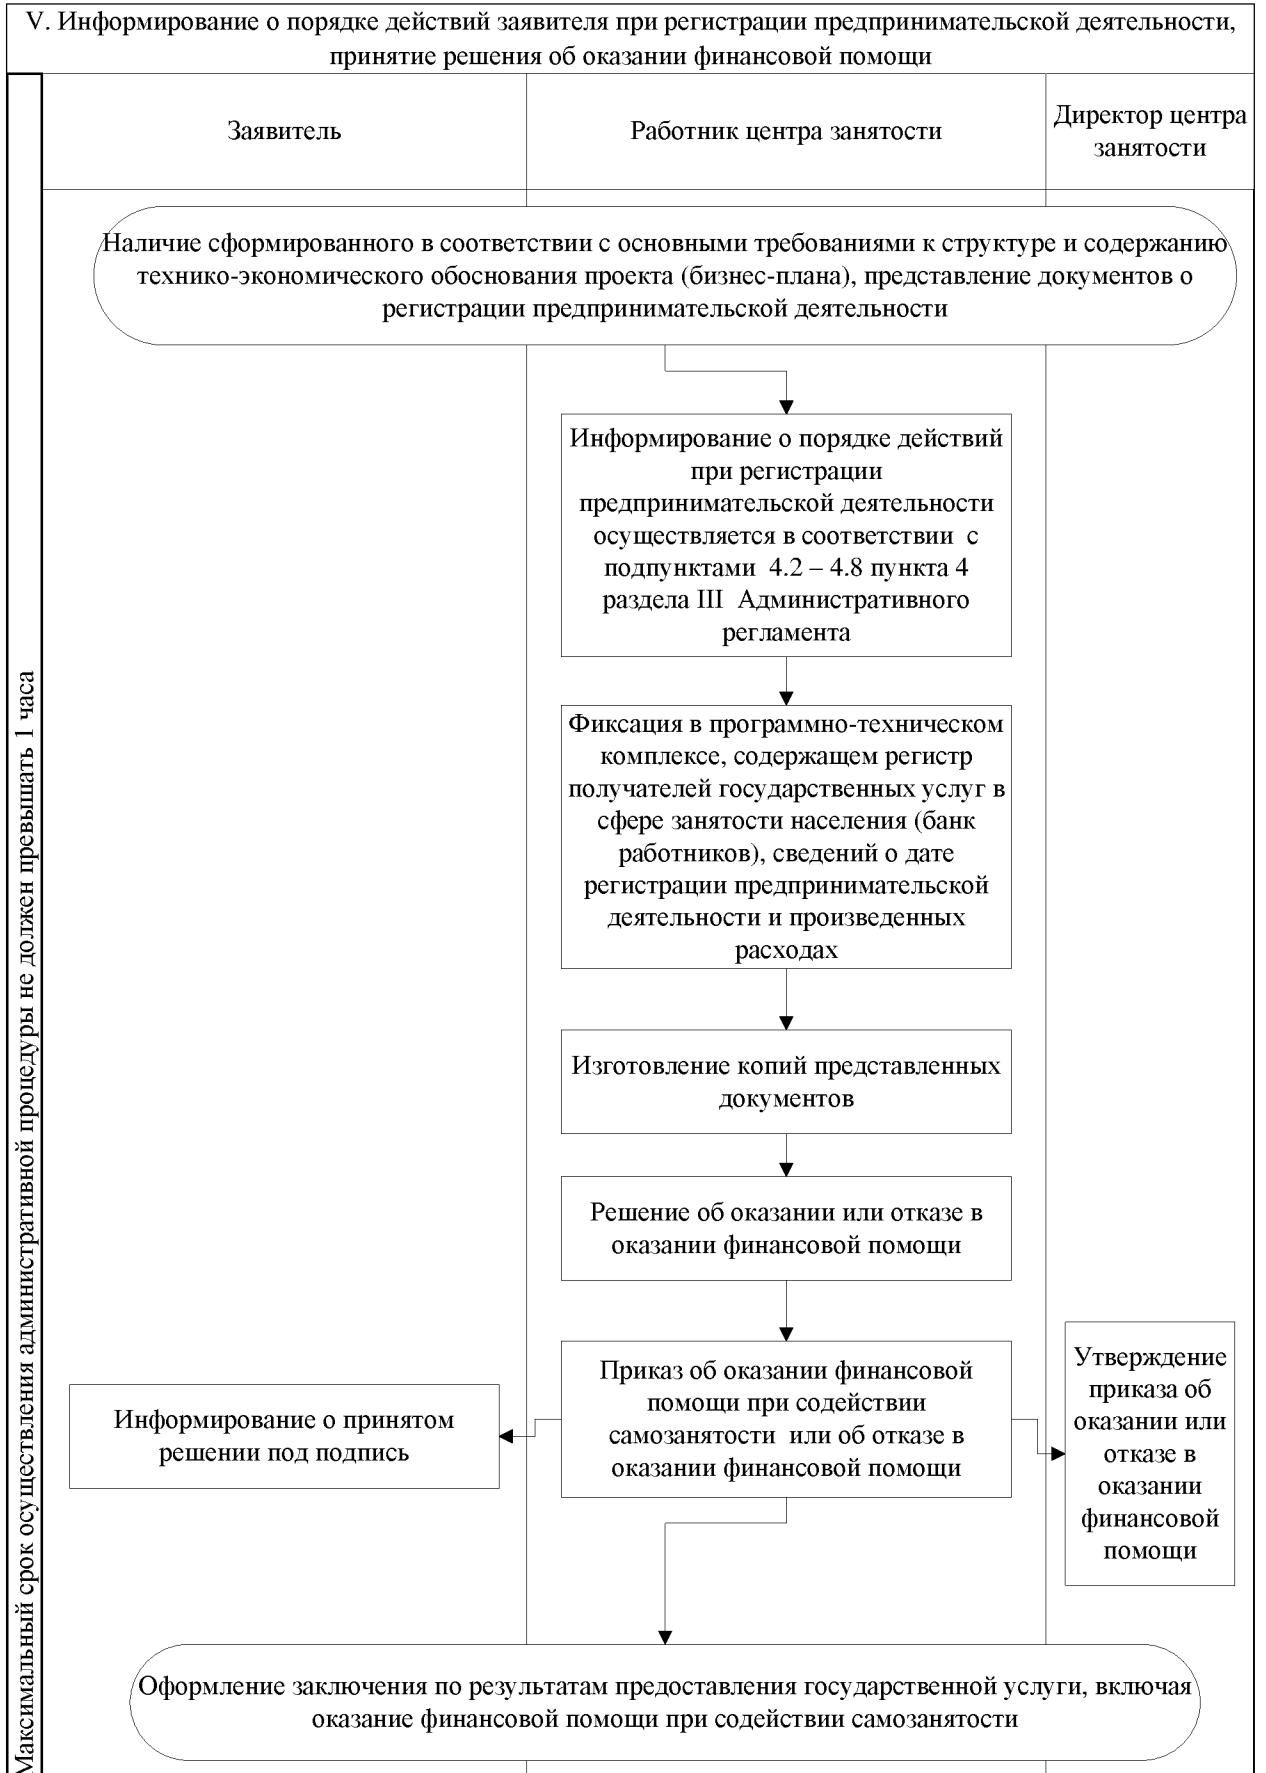 V. Информирование о порядке действий заявителя при регистрации предпринимательской деятельности,
принятие решения об оказании финансовой помощи
Максимальный срок осуществления административной процедуры не должен превышать 1 часа
Заявитель
Работник центра занятости
Директор центра
занятости
Наличие сформированного в соответствии с основными требованиями к структуре и содержанию
технико-экономического обоснования проекта (бизнес-плана), представление документов о
регистрации предпринимательской деятельности
Информирование о порядке действий
при регистрации
предпринимательской деятельности
осуществляется в соответствии с
подпунктами 4.2 – 4.8 пункта 4
раздела III Административного
регламента
Фиксация в программно-техническом
комплексе, содержащем регистр
получателей государственных услуг в
сфере занятости населения (банк
работников), сведений о дате
регистрации предпринимательской
деятельности и произведенных
расходах
Изготовление копий представленных
документов
Решение об оказании или отказе в
оказании финансовой помощи
Приказ об оказании финансовой
помощи при содействии
самозанятости или об отказе в
оказании финансовой помощи
Информирование о принятом
решении под подпись
Утверждение
приказа об
оказании или
отказе в
оказании
финансовой
помощи
Оформление заключения по результатам предоставления государственной услуги, включая
оказание финансовой помощи при содействии самозанятости